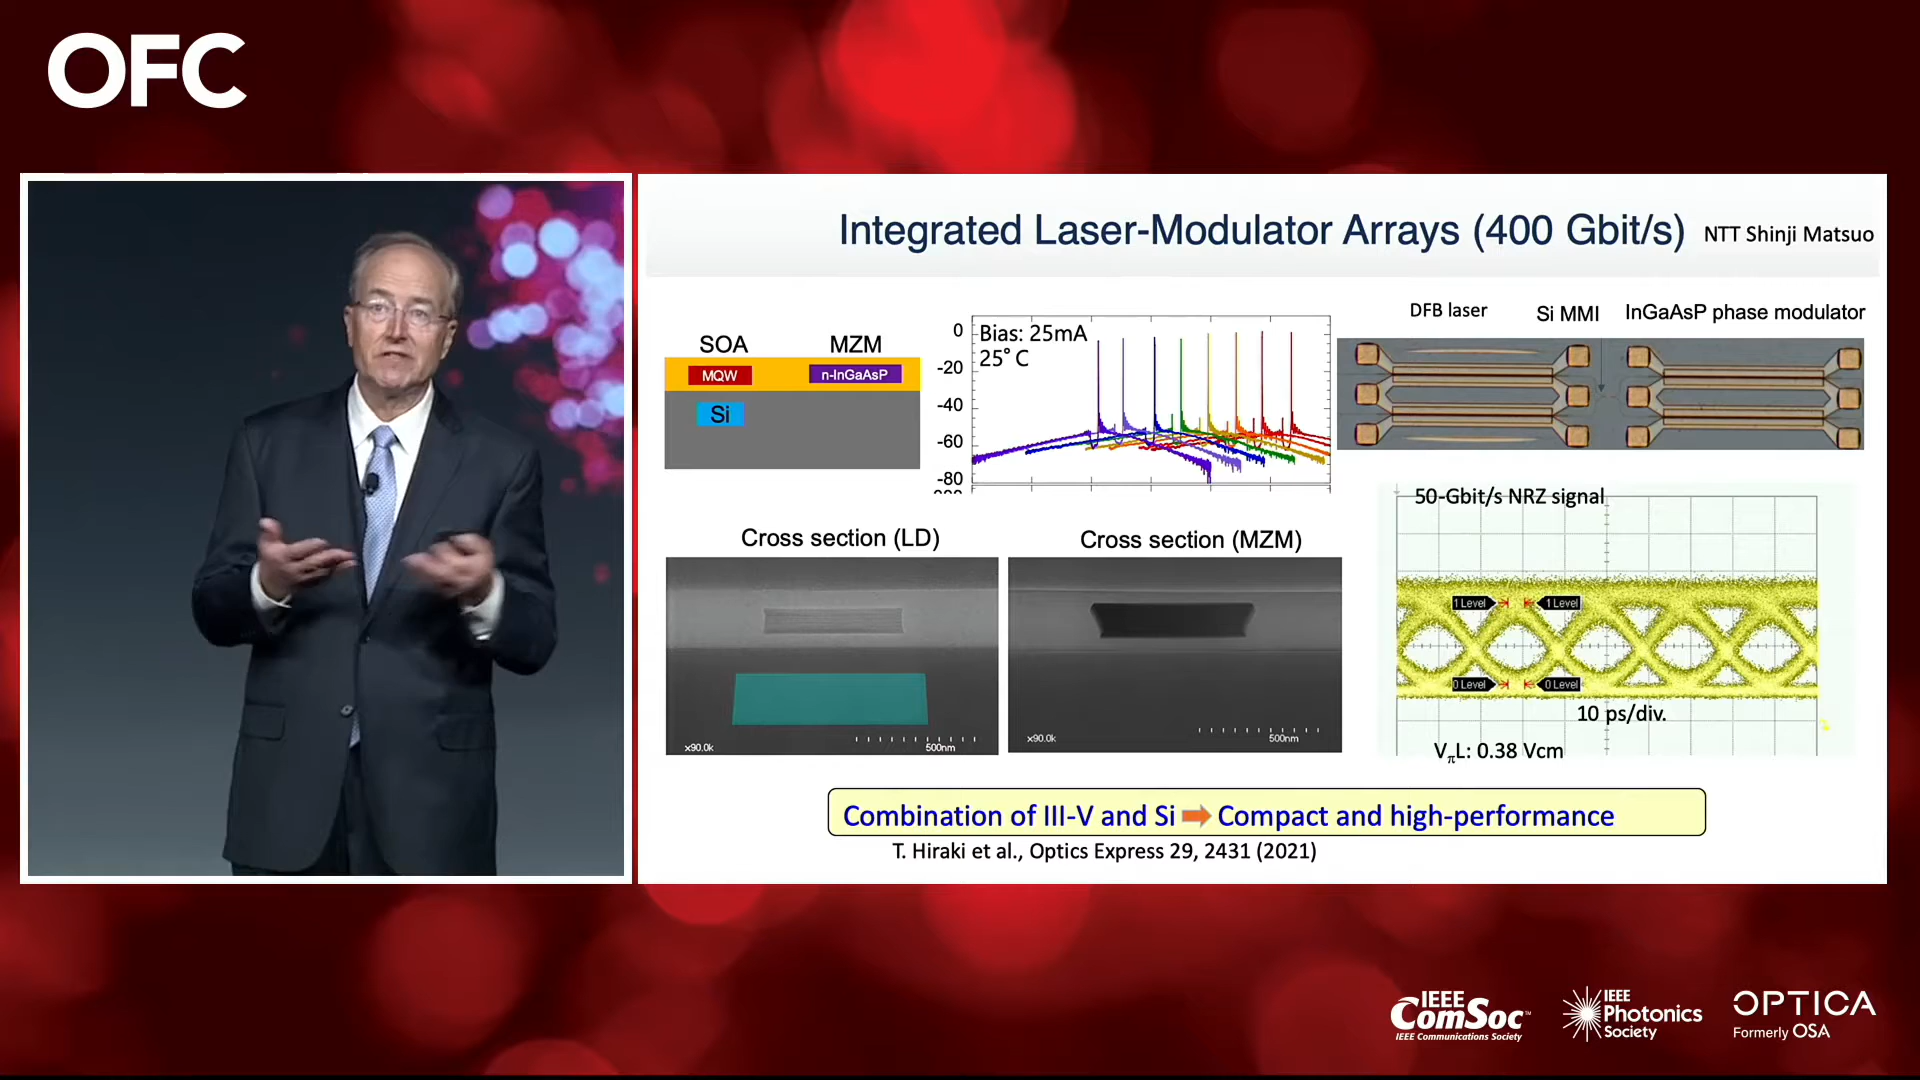 OFC
Integrated Laser-Modulator Arrays (400 Gbit/s) NTT Shinji Matsuo
SOA MZM
MQW n-InGaAsP
Si
0
-20
-40
-60
-80
Bias: 25mA
25°C
DFB laser Si MMI InGaAsP phase modulator
Cross section (LD)
x90.0k 500nm
Cross section (MZM)
x90.0k 500nm
50-Gbit/s NRZ signal
1 Level 1 Level
0 Level 0 Level
10 ps/div.
VπL: 0.38 Vcm
Combination of III-V and Si Compact and high-performance
T. Hiraki et al., Optics Express 29, 2431 (2021)
IEEE
ComSoc™
IEEE Communications Society
IEEE
Photonics
Society
OPTICA
Formerly OSA